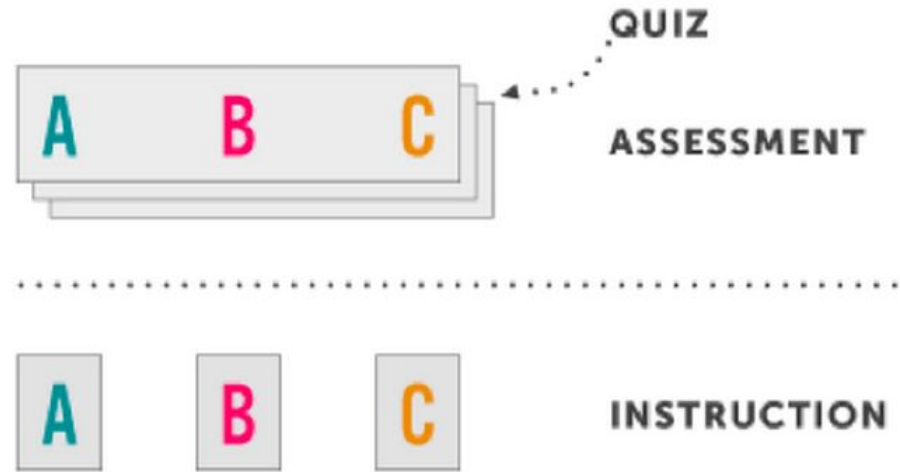 QUIZ
A B C
ASSESSMENT
A B C
INSTRUCTION